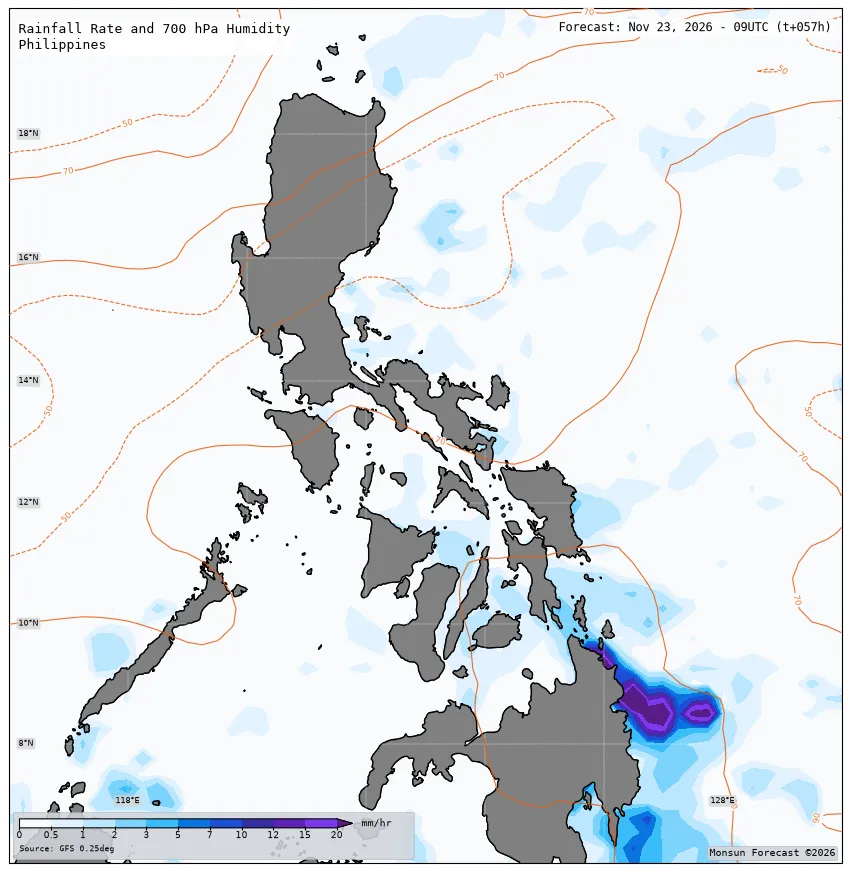 Rainfall Rate and 700 hPa Humidity
Philippines
Forecast: Nov 23, 2026 - 09UTC (t+057h)
70
70
50
50
70
18°N
16°N
14°N
50
50
70
70
12°N
50
70
10°N
8°N
118°E
128°E
90
0 0.5 1 2 3 5 7 10 12 15 20 mm/hr
Source: GFS 0.25deg
Monsun Forecast ©2026